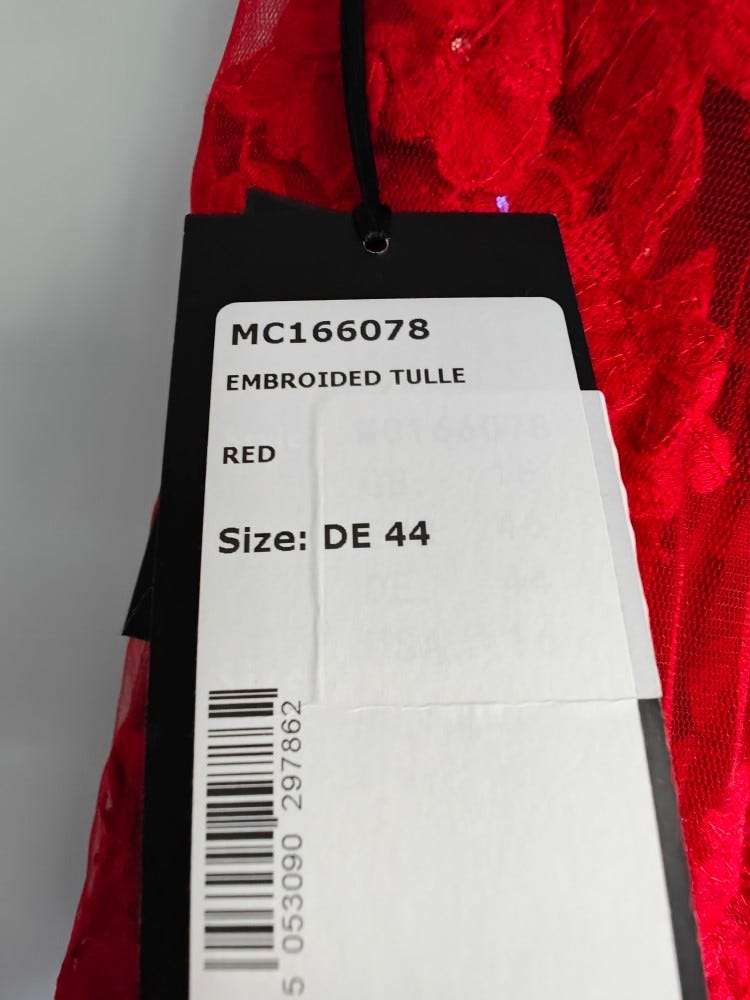 MC166078
EMBROIDED TULLE
RED
Size: DE 44
5 053090 297862